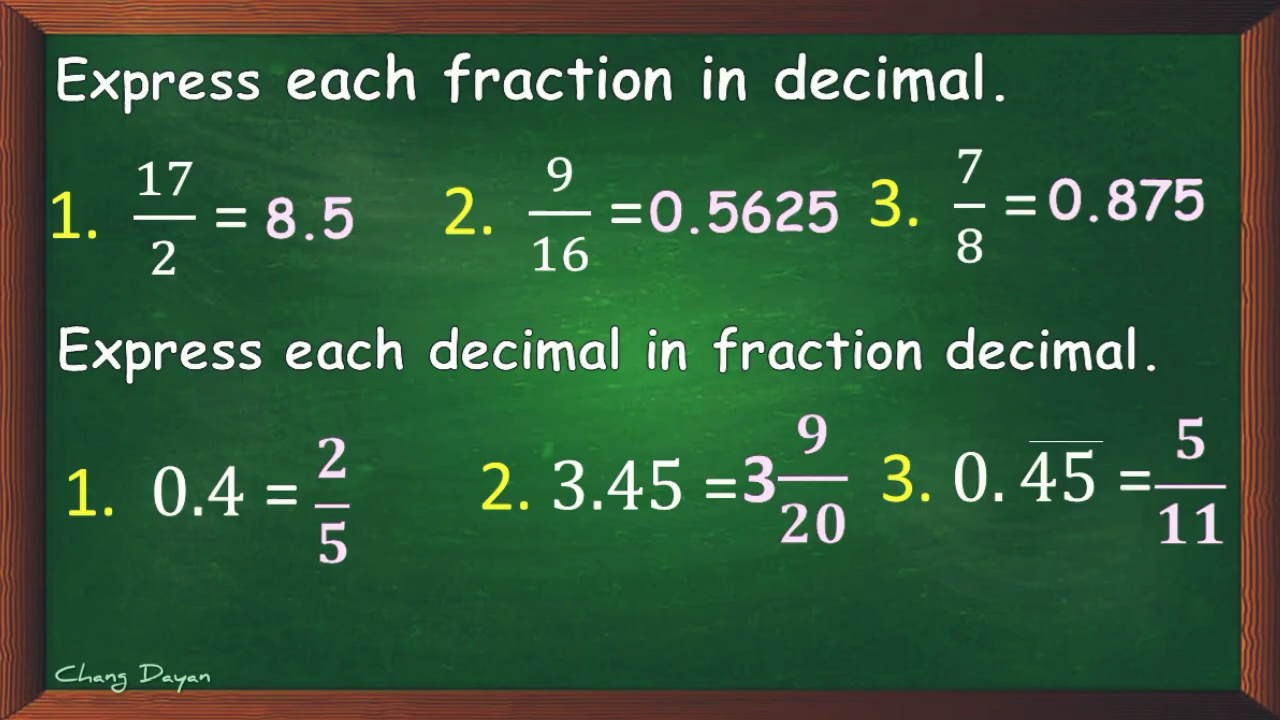 Express each fraction in decimal.
1. 17/2 = 8.5 2. 9/16 =0.5625 3. 7/8 =0.875
Express each decimal in fraction decimal.
1. 0.4 = 2/5 2. 3.45 =3 9/20 3. 0.4̅5̅ = 5/11
Chang Dayan